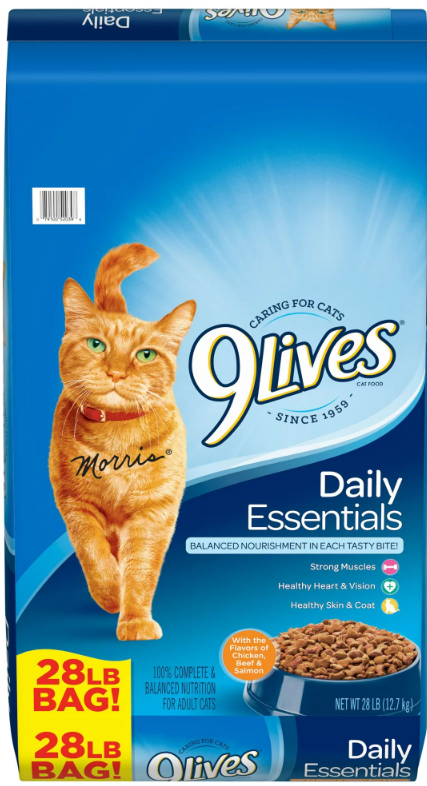 Daily
Essentials
9Lives
CARING FOR CATS
9Lives®
CAT FOOD
- SINCE 1959 -
Morris®
Daily
Essentials
BALANCED NOURISHMENT IN EACH TASTY BITE!
Strong Muscles
Healthy Heart & Vision
Healthy Skin & Coat
With the
Flavors of
Chicken,
Beef &
Salmon
28LB
BAG!
100% COMPLETE &
BALANCED NUTRITION
FOR ADULT CATS
NET WT 28 LB (12.7 kg)
28LB
BAG!
CARING FOR CATS
9Lives
Daily
Essentials